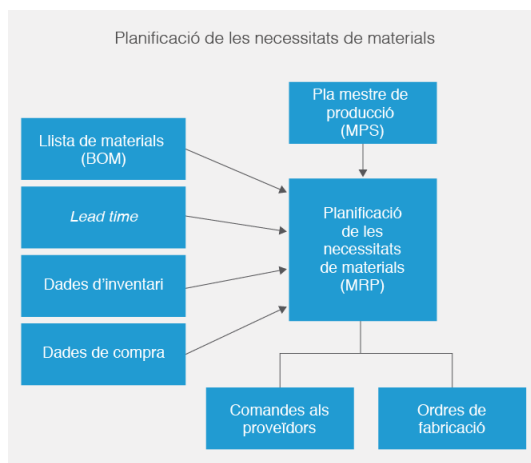 Planificació de les necessitats de materials
Pla mestre de
producció
(MPS)
Llista de materials
(BOM)
Lead time
Dades d'inventari
Dades de compra
Planificació
de les
necessitats
de materials
(MRP)
Comandes als
proveïdors
Ordres de
fabricació